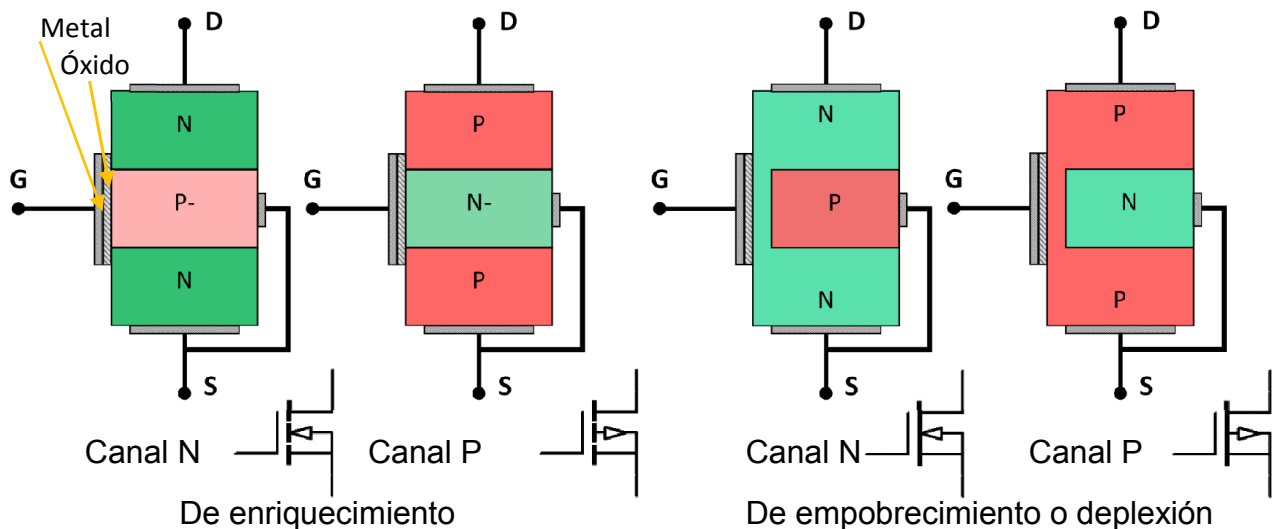 Metal
Óxido
D
D
D
D
N
P
N
P
G
G
G
G
P-
N-
P
N
N
P
N
P
S
S
S
S
Canal N
Canal P
Canal N
Canal P
De enriquecimiento
De empobrecimiento o deplexión